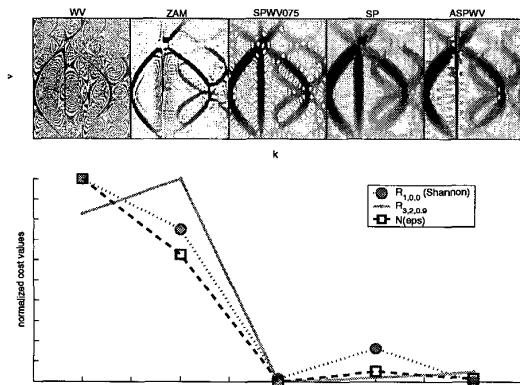 WV ZAM SPWV075 SP ASPWV
v
k
normalized cost values
R1,0,0 (Shannon)
R3,2,0.9
N(eps)